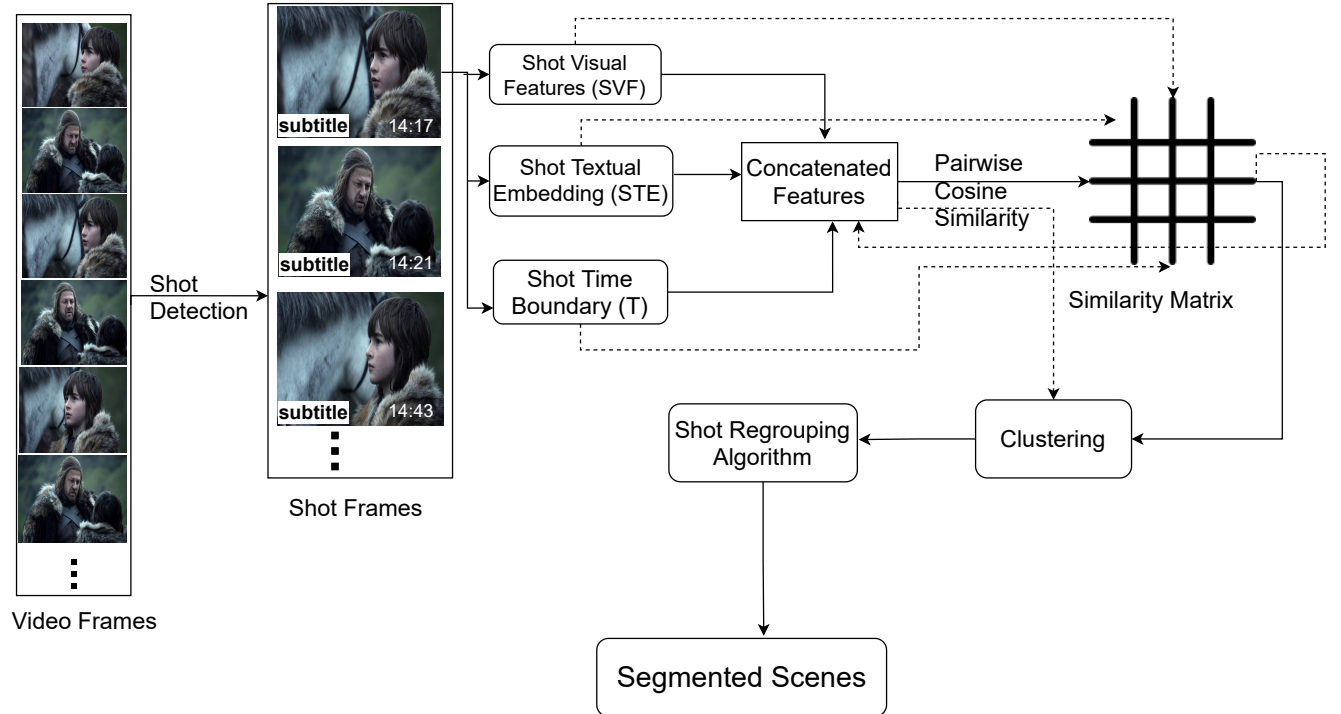 Shot
Detection
Video Frames
subtitle
14:17
subtitle
14:21
subtitle
14:43
Shot Frames
Shot Visual
Features (SVF)
Shot Textual
Embedding (STE)
Shot Time
Boundary (T)
Concatenated
Features
Pairwise
Cosine
Similarity
Similarity Matrix
Clustering
Shot Regrouping
Algorithm
Segmented Scenes